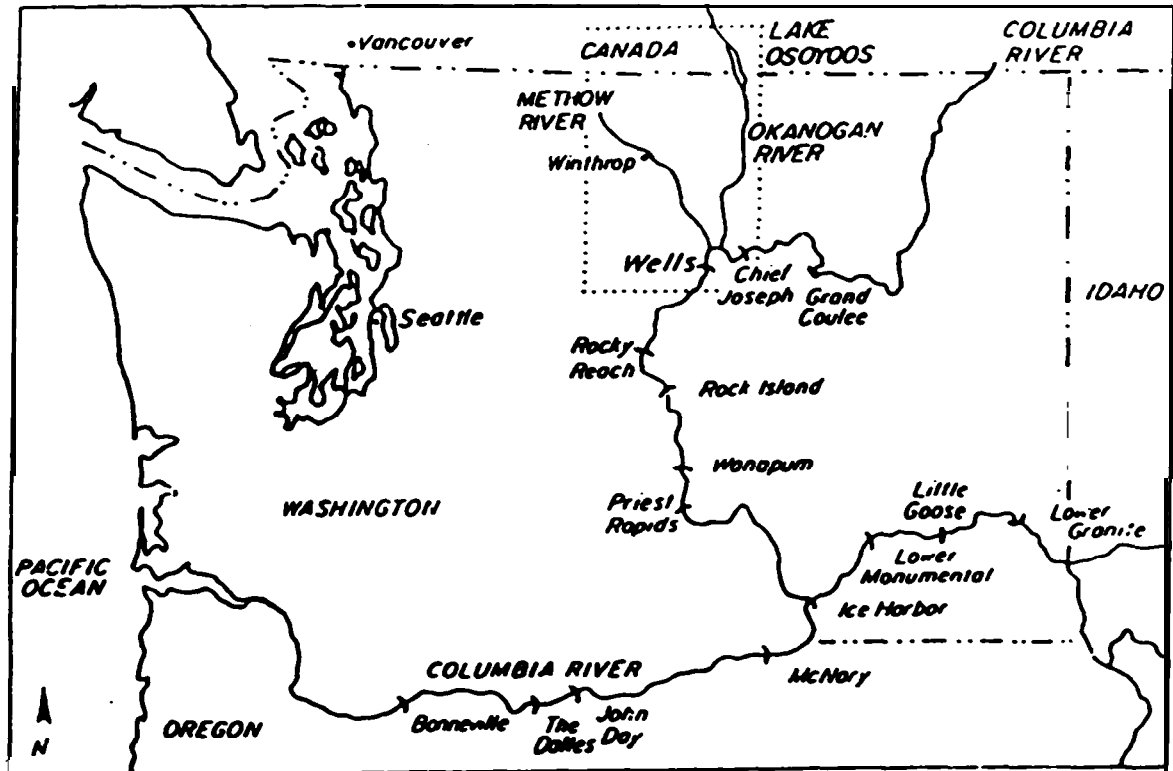 Vancouver
CANADA
LAKE
OSOYOOS
COLUMBIA
RIVER
METHOW
RIVER
OKANOGAN
RIVER
Winthrop
Wells
Chief
Joseph
Grand
Coulee
IDAHO
Seattle
Rocky
Reach
Rock Island
Wanapum
WASHINGTON
Priest
Rapids
Little
Goose
Lower
Granite
Lower
Monumental
Ice Harbor
PACIFIC
OCEAN
COLUMBIA RIVER
McNary
OREGON
Bonneville
The
Dalles
John
Day
N